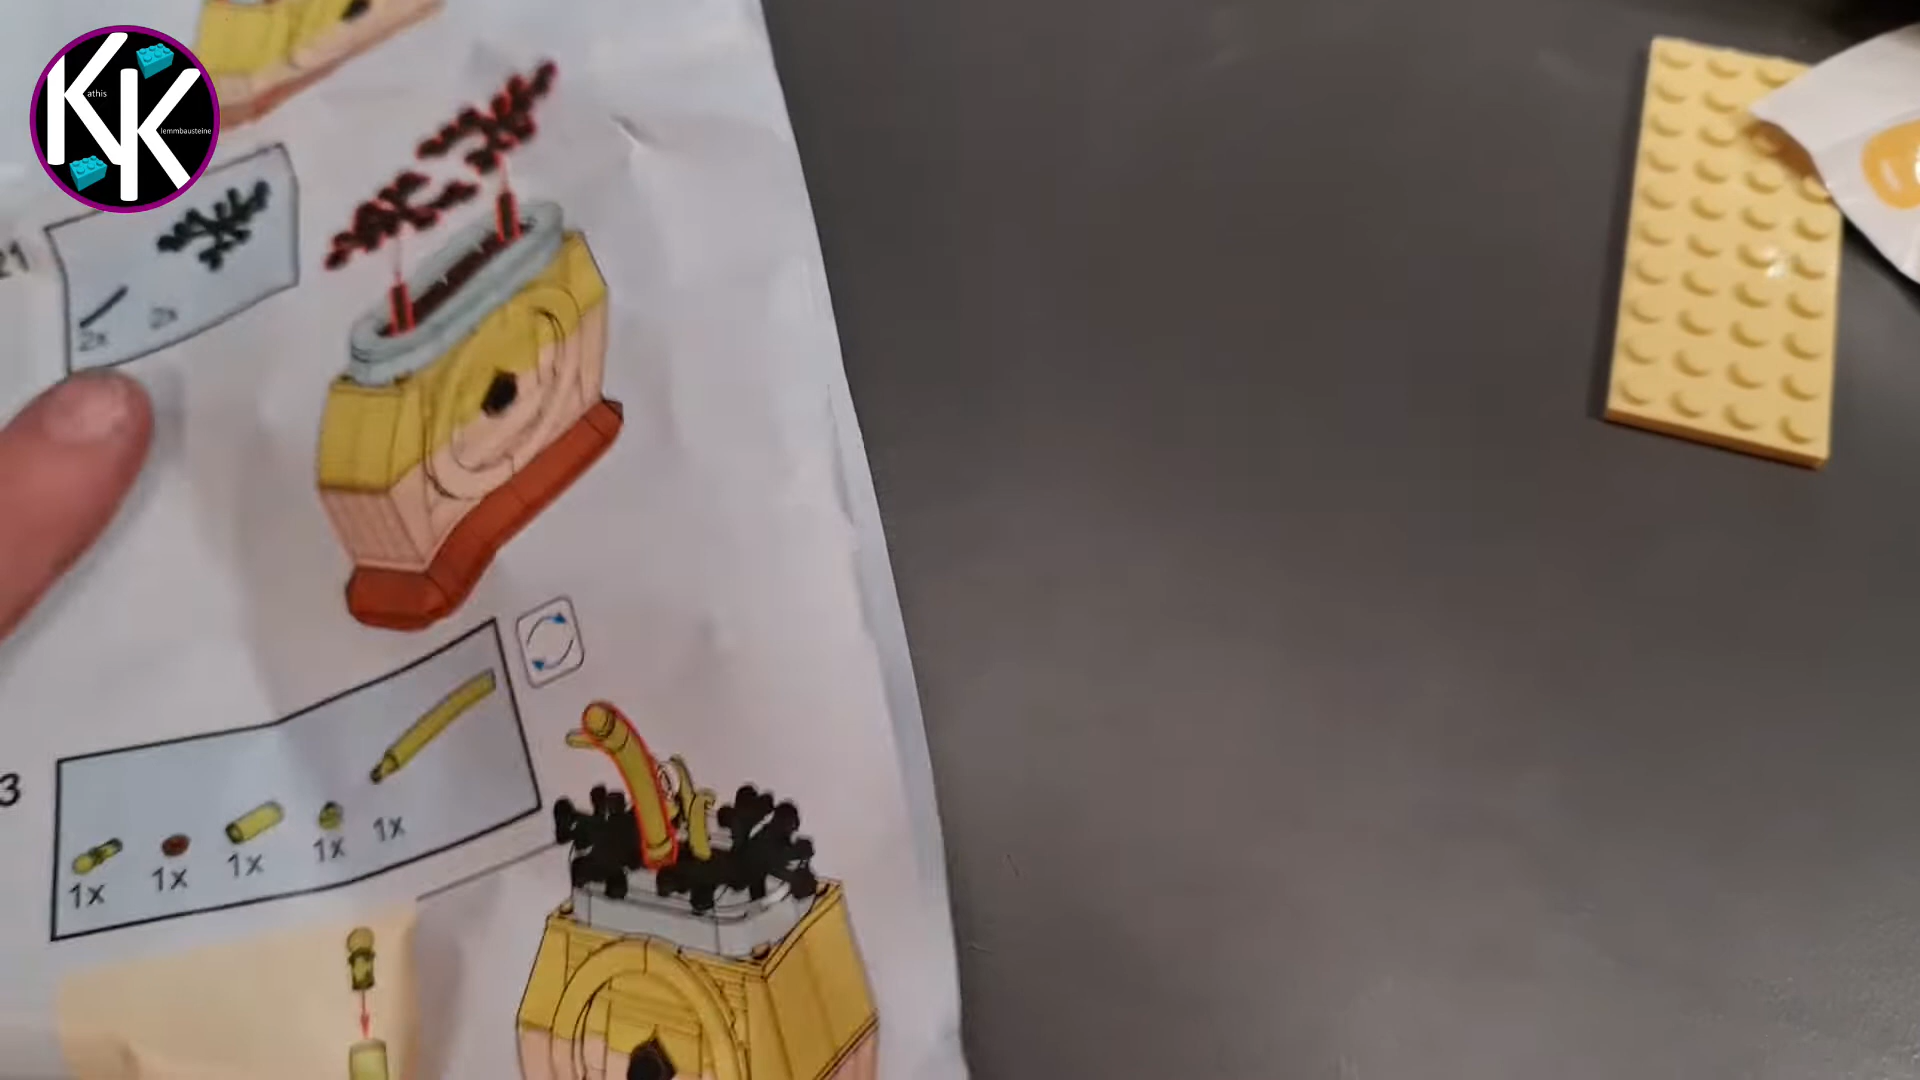 K athis
K lemmbausteine
21
2x 2x
3
1x 1x 1x 1x 1x